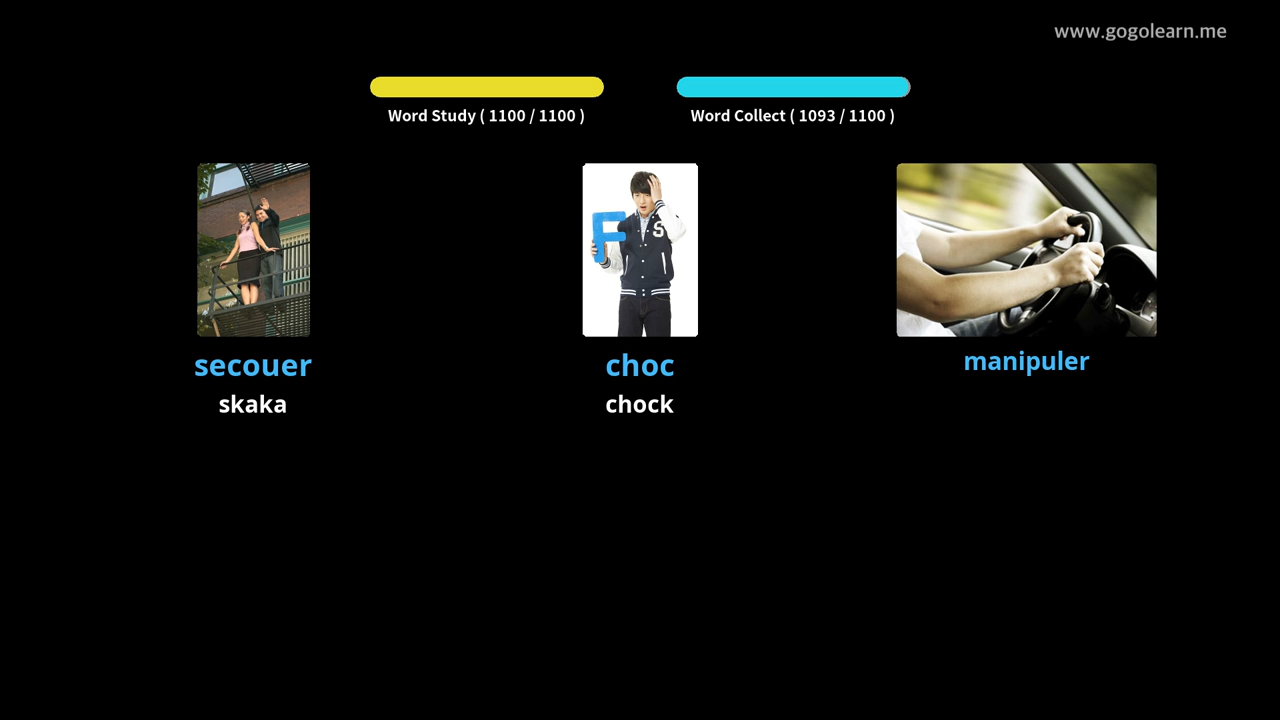 www.gogolearn.me
Word Study ( 1100 / 1100 )
Word Collect ( 1093 / 1100 )
F
S
secouer
choc
manipuler
skaka
chock